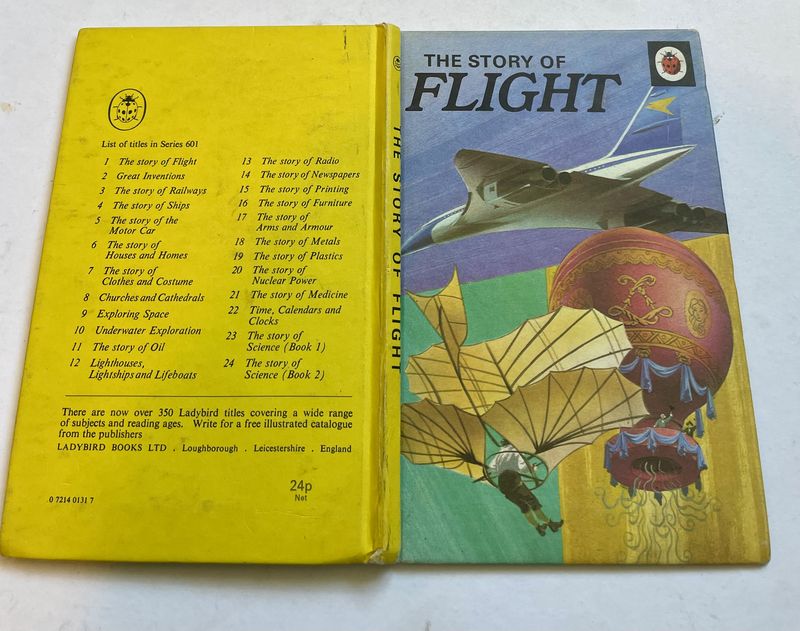 List of titles in Series 601
1 The story of Flight
2 Great Inventions
3 The story of Railways
4 The story of Ships
5 The story of the
Motor Car
6 The story of
Houses and Homes
7 The story of
Clothes and Costume
8 Churches and Cathedrals
9 Exploring Space
10 Underwater Exploration
11 The story of Oil
12 Lighthouses,
Lightships and Lifeboats
13 The story of Radio
14 The story of Newspapers
15 The story of Printing
16 The story of Furniture
17 The story of
Arms and Armour
18 The story of Metals
19 The story of Plastics
20 The story of
Nuclear Power
21 The story of Medicine
22 Time, Calendars and
Clocks
23 The story of
Science (Book 1)
24 The story of
Science (Book 2)
There are now over 350 Ladybird titles covering a wide range
of subjects and reading ages. Write for a free illustrated catalogue
from the publishers
LADYBIRD BOOKS LTD . Loughborough . Leicestershire . England
24p
Net
0 7214 0131 7
THE STORY OF FLIGHT
THE STORY OF
FLIGHT